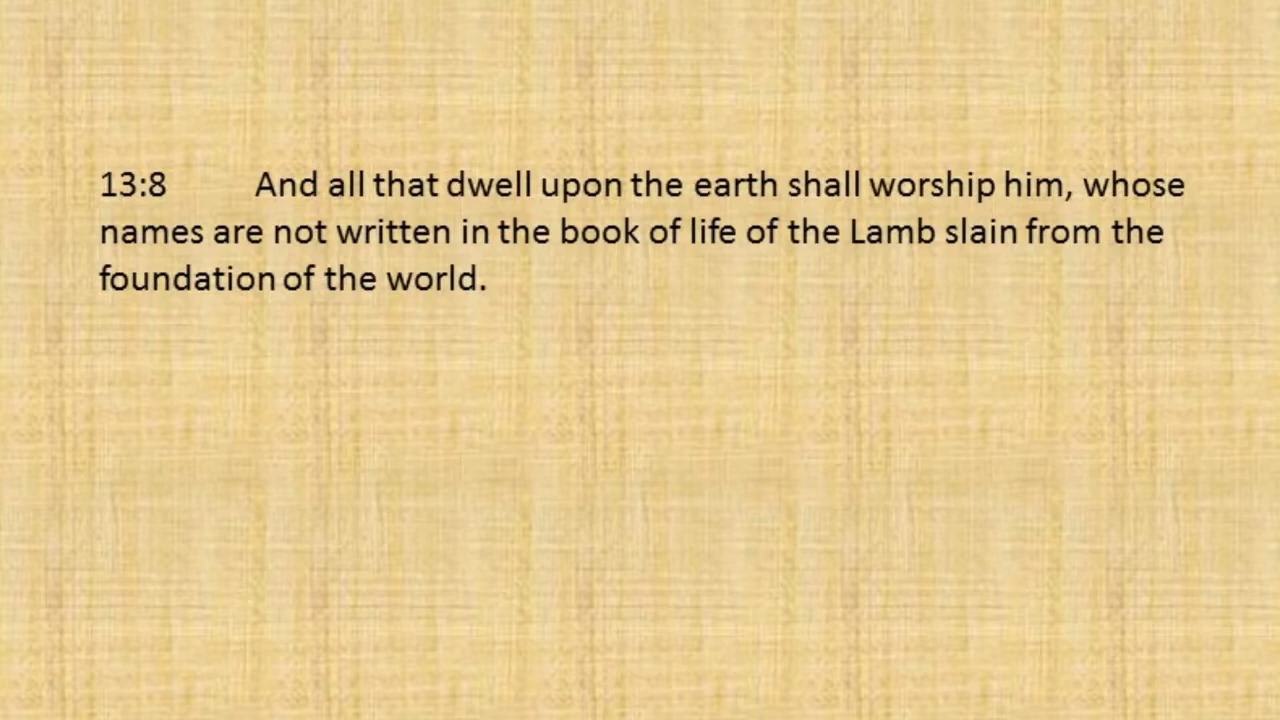 13:8 And all that dwell upon the earth shall worship him, whose
names are not written in the book of life of the Lamb slain from the
foundation of the world.